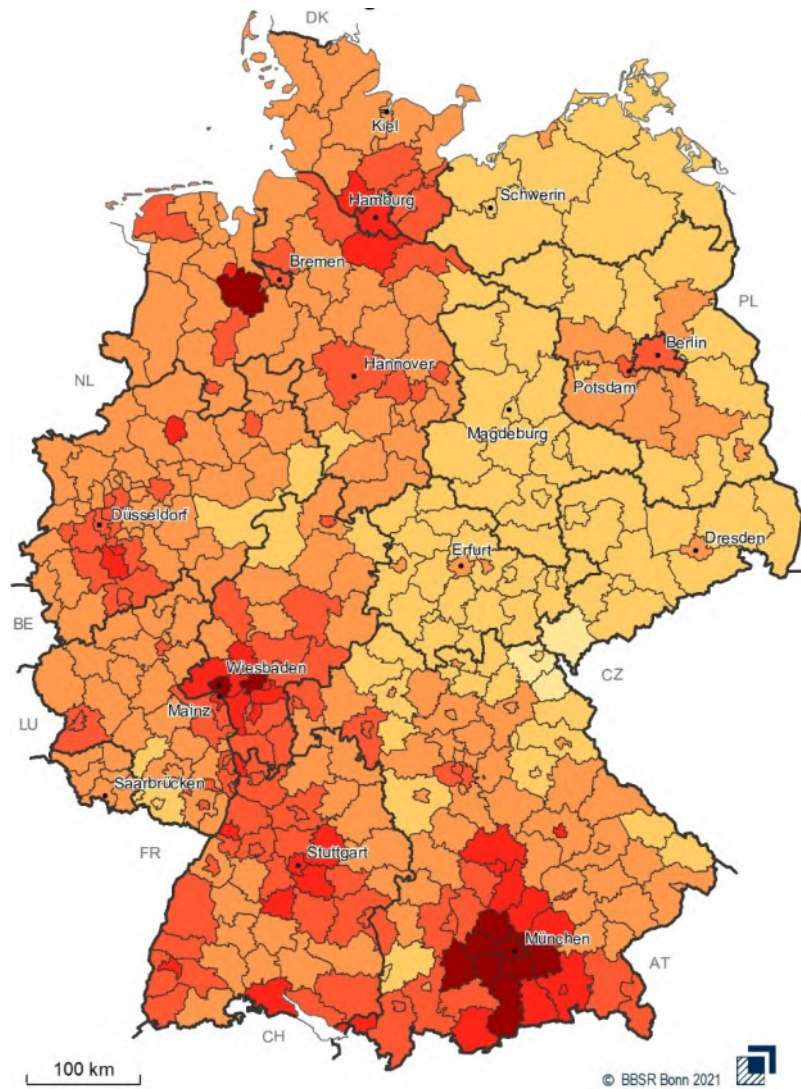 DK
Kiel
Schwerin
Hamburg
Bremen
PL
Berlin
Hannover
NL
Potsdam
Magdeburg
Düsseldorf
Dresden
Erfurt
BE
Wiesbaden
CZ
Mainz
LU
Saarbrücken
FR
Stuttgart
München
AT
CH
100 km
© BBSR Bonn 2021